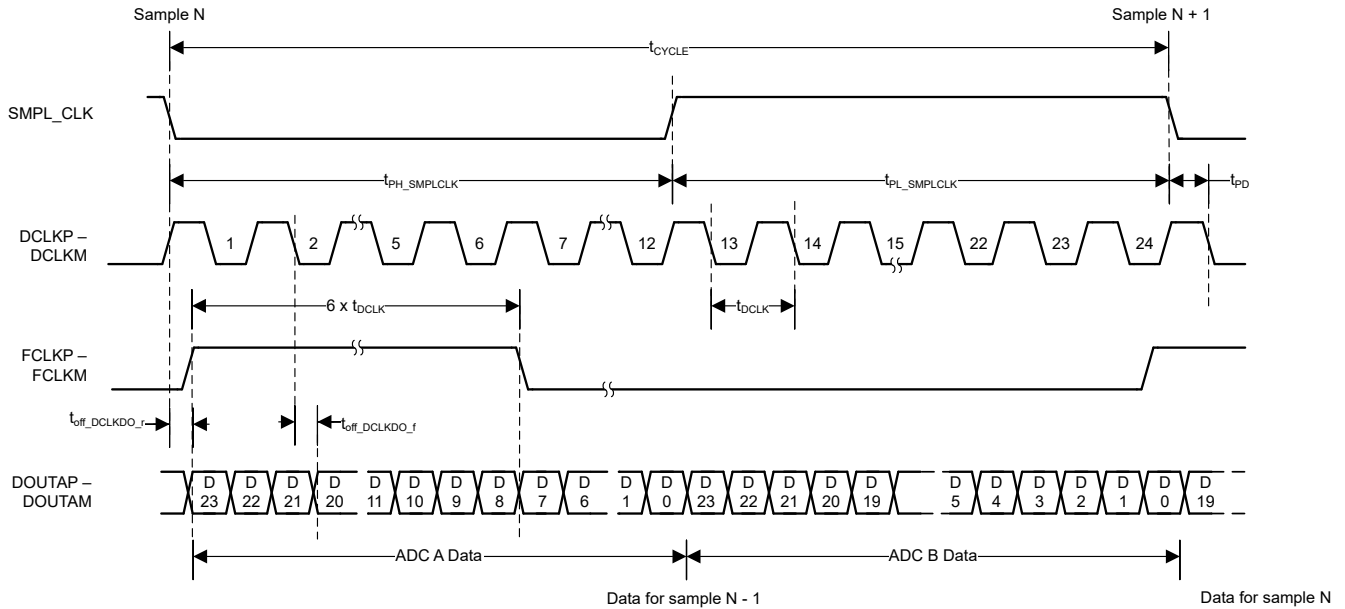 Sample N
Sample N + 1
tCYCLE
SMPL_CLK
tPH_SMPLCLK
tPL_SMPLCLK
tPD
DCLKP –
DCLKM
1 2 5 6 7 12 13 14 15 22 23 24
6 x tDCLK
tDCLK
FCLKP –
FCLKM
toff_DCLKDO_r
toff_DCLKDO_f
DOUTAP –
DOUTAM
D D D D D D D D D D D D D D D D D D D D D D D D
23 22 21 20 11 10 9 8 7 6 1 0 23 22 21 20 19 5 4 3 2 1 0 19
ADC A Data
ADC B Data
Data for sample N - 1
Data for sample N